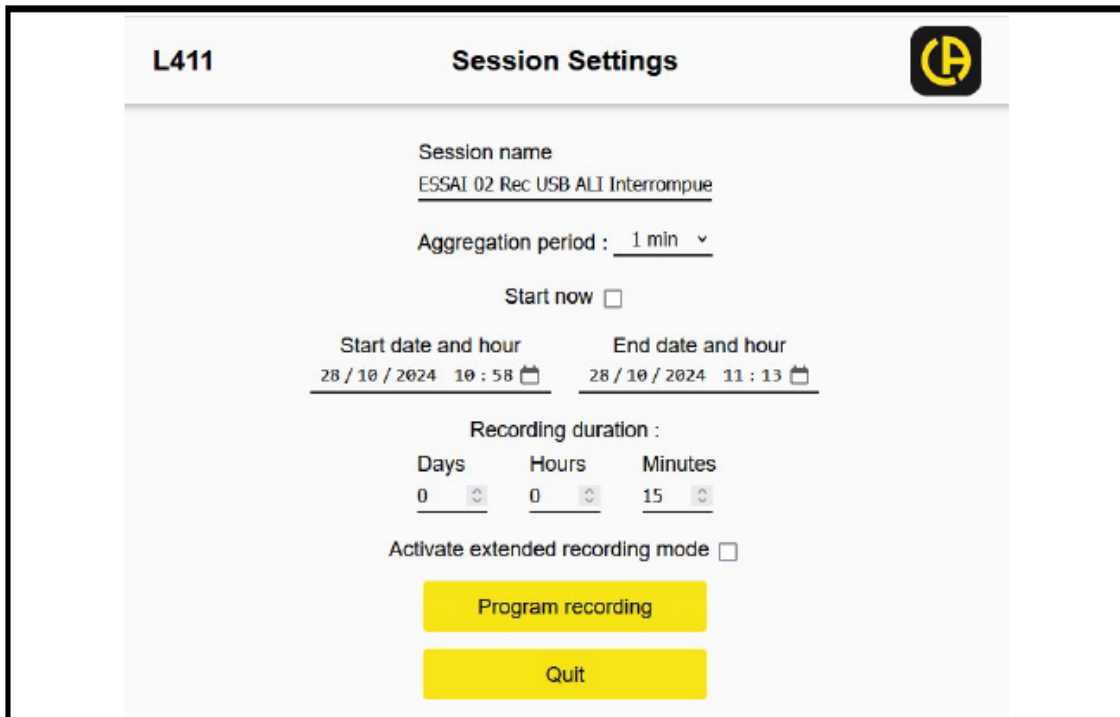 L411 Session Settings
Session name
ESSAI 02 Rec USB ALI Interrompue
Aggregation period : 1 min
Start now
Start date and hour End date and hour
28/10/2024 10:58 28/10/2024 11:13
Recording duration :
Days Hours Minutes
0 0 15
Activate extended recording mode
Program recording
Quit